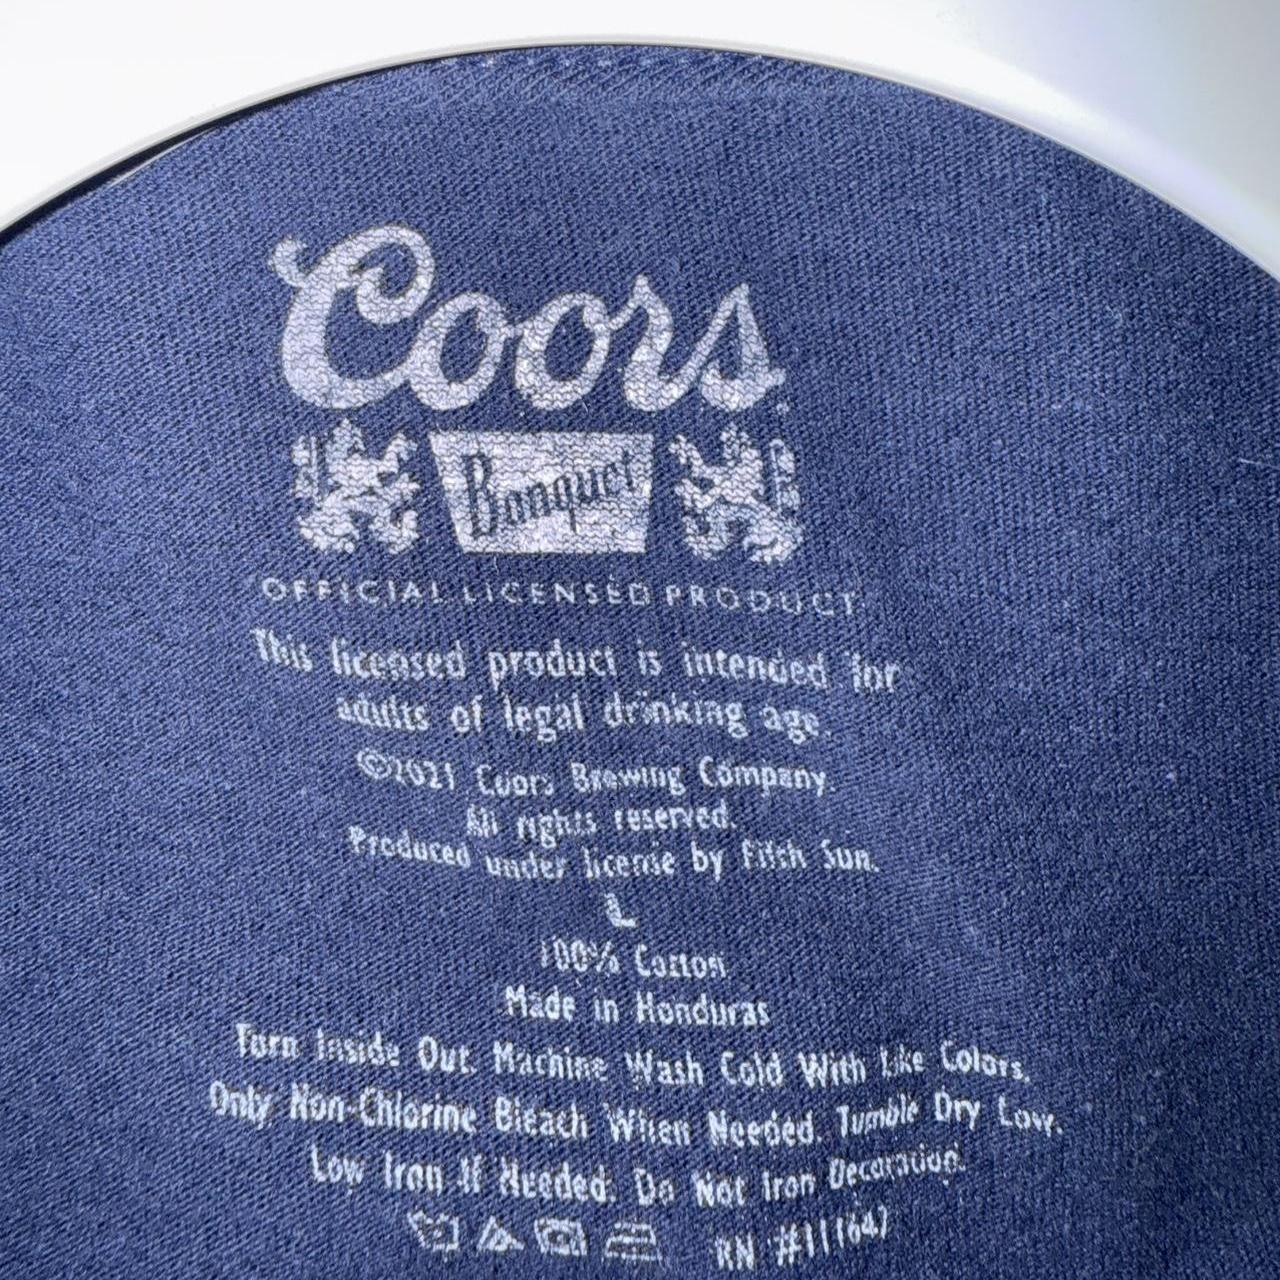 Coors
Banquet
OFFICIAL LICENSED PRODUCT
This licensed product is intended for
adults of legal drinking age.
©2021 Coors Brewing Company.
All rights reserved.
Produced under license by Fifth Sun.
L
100% Cotton
Made in Honduras
Turn Inside Out. Machine Wash Cold With Like Colors.
Only Non-Chlorine Bleach When Needed. Tumble Dry Low.
Low Iron If Needed. Do Not Iron Decoration.
RN #111647